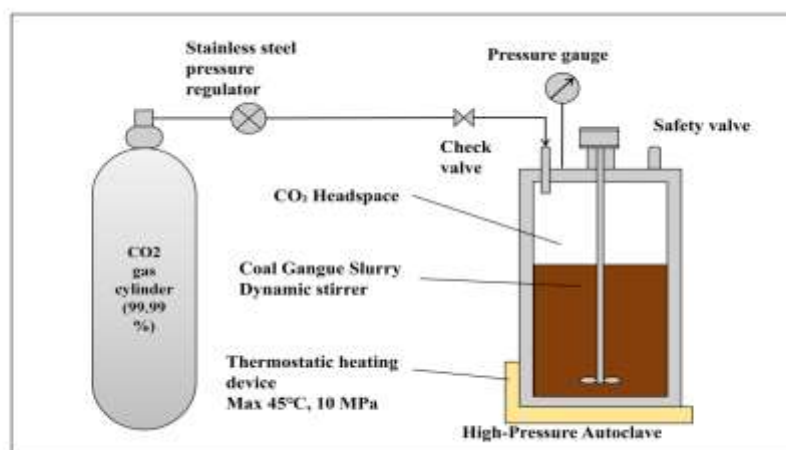 Stainless steel
pressure
regulator
Pressure gauge
Safety valve
Check
valve
CO₂ Headspace
CO2
gas
cylinder
(99.99
%)
Coal Gangue Slurry
Dynamic stirrer
Thermostatic heating
device
Max 45°C, 10 MPa
High-Pressure Autoclave